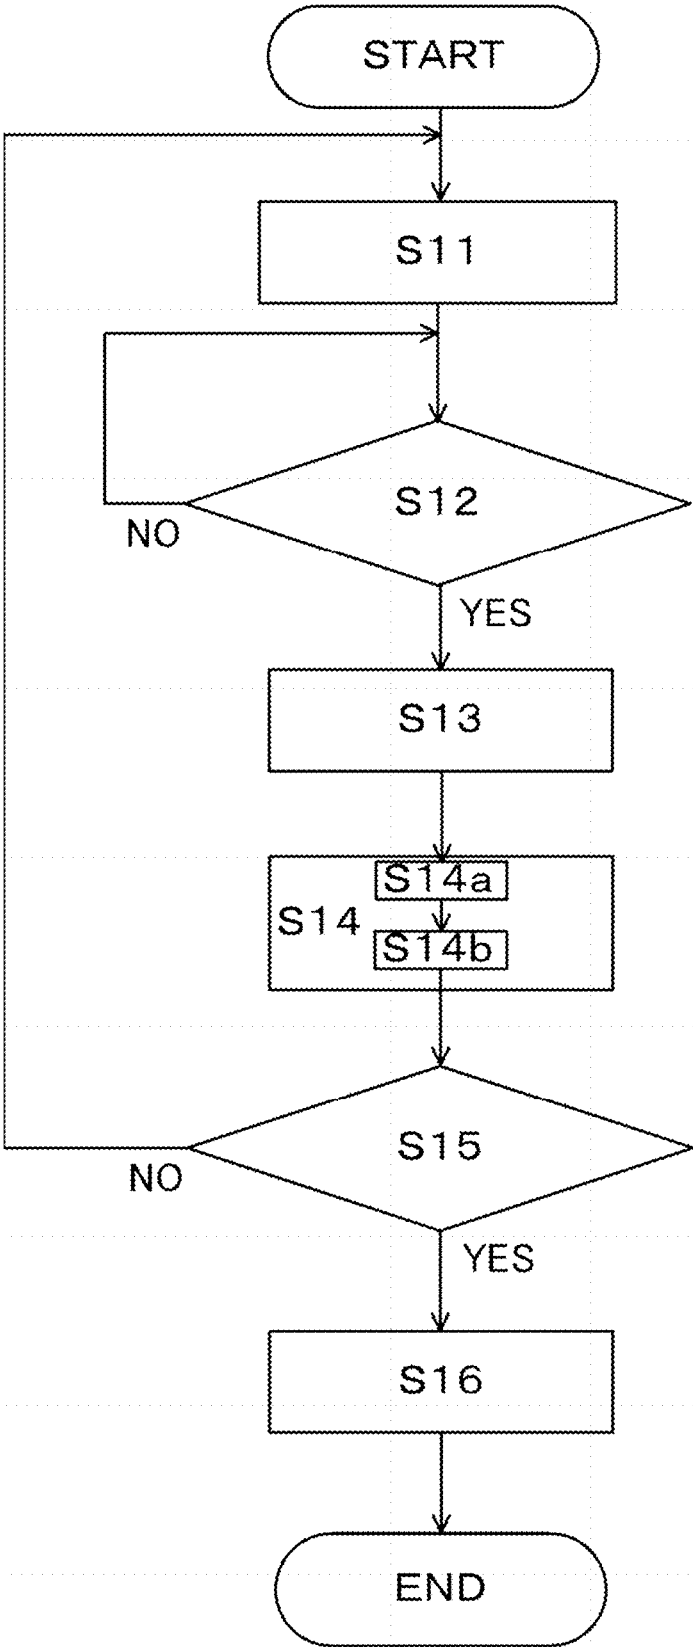 START
S11
S12
NO
YES
S13
S14a
S14
S14b
S15
NO
YES
S16
END